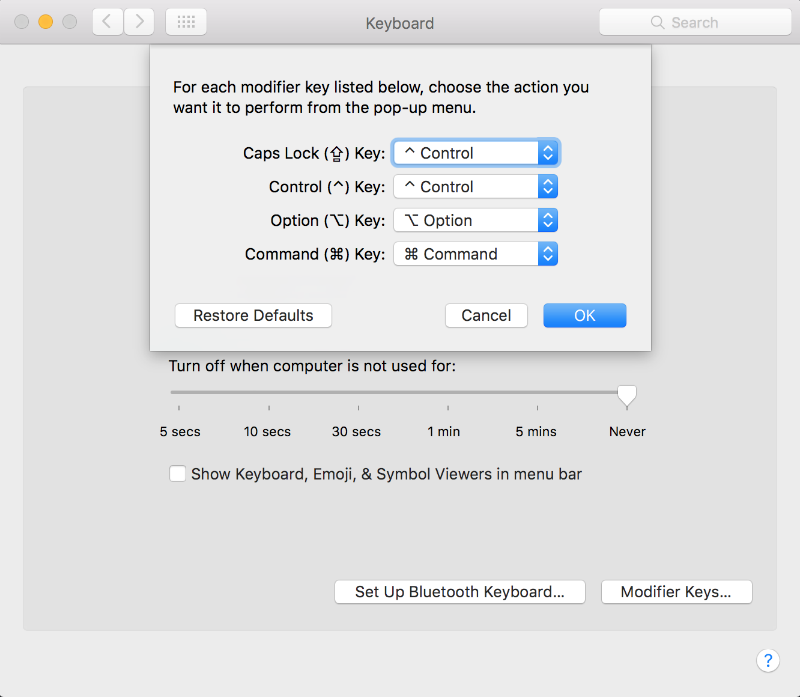 Keyboard
Search
For each modifier key listed below, choose the action you
want it to perform from the pop-up menu.
Caps Lock (⇪) Key: ^ Control
Control (^) Key: ^ Control
Option (⌥) Key: ⌥ Option
Command (⌘) Key: ⌘ Command
Restore Defaults Cancel OK
Turn off when computer is not used for:
5 secs 10 secs 30 secs 1 min 5 mins Never
Show Keyboard, Emoji, & Symbol Viewers in menu bar
Set Up Bluetooth Keyboard... Modifier Keys...
?